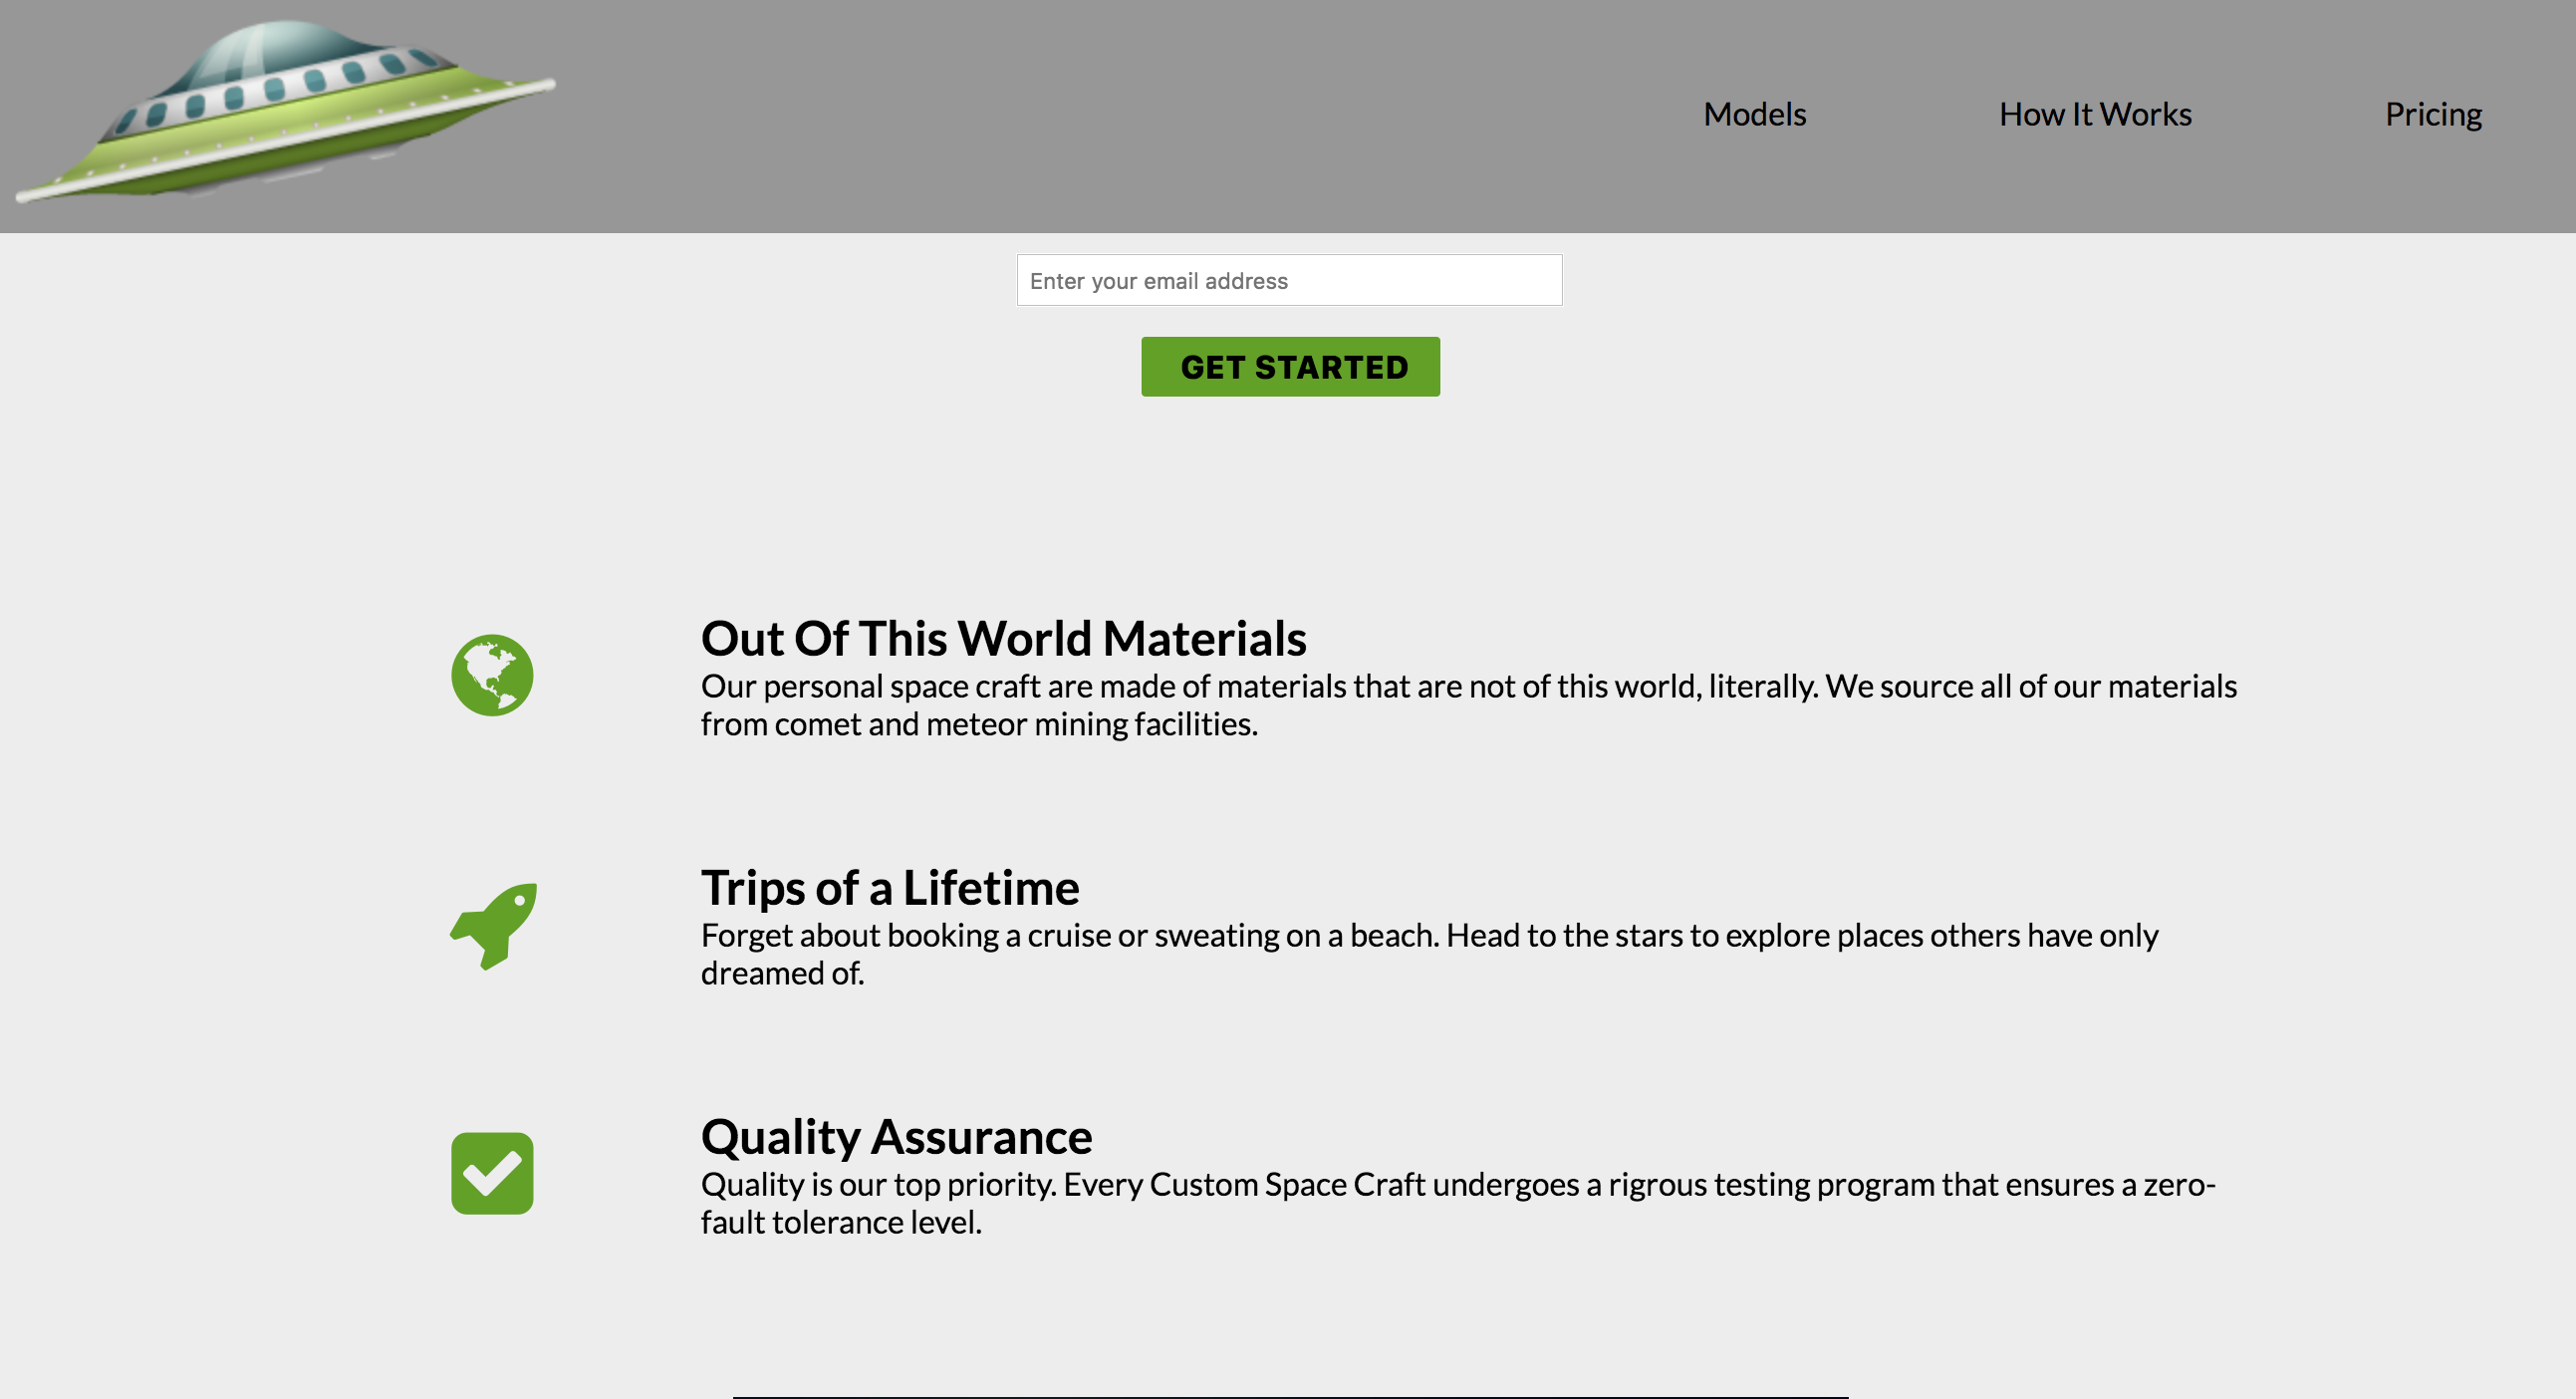 Models How It Works Pricing
Enter your email address
GET STARTED
Out Of This World Materials
Our personal space craft are made of materials that are not of this world, literally. We source all of our materials
from comet and meteor mining facilities.
Trips of a Lifetime
Forget about booking a cruise or sweating on a beach. Head to the stars to explore places others have only
dreamed of.
Quality Assurance
Quality is our top priority. Every Custom Space Craft undergoes a rigrous testing program that ensures a zero-
fault tolerance level.